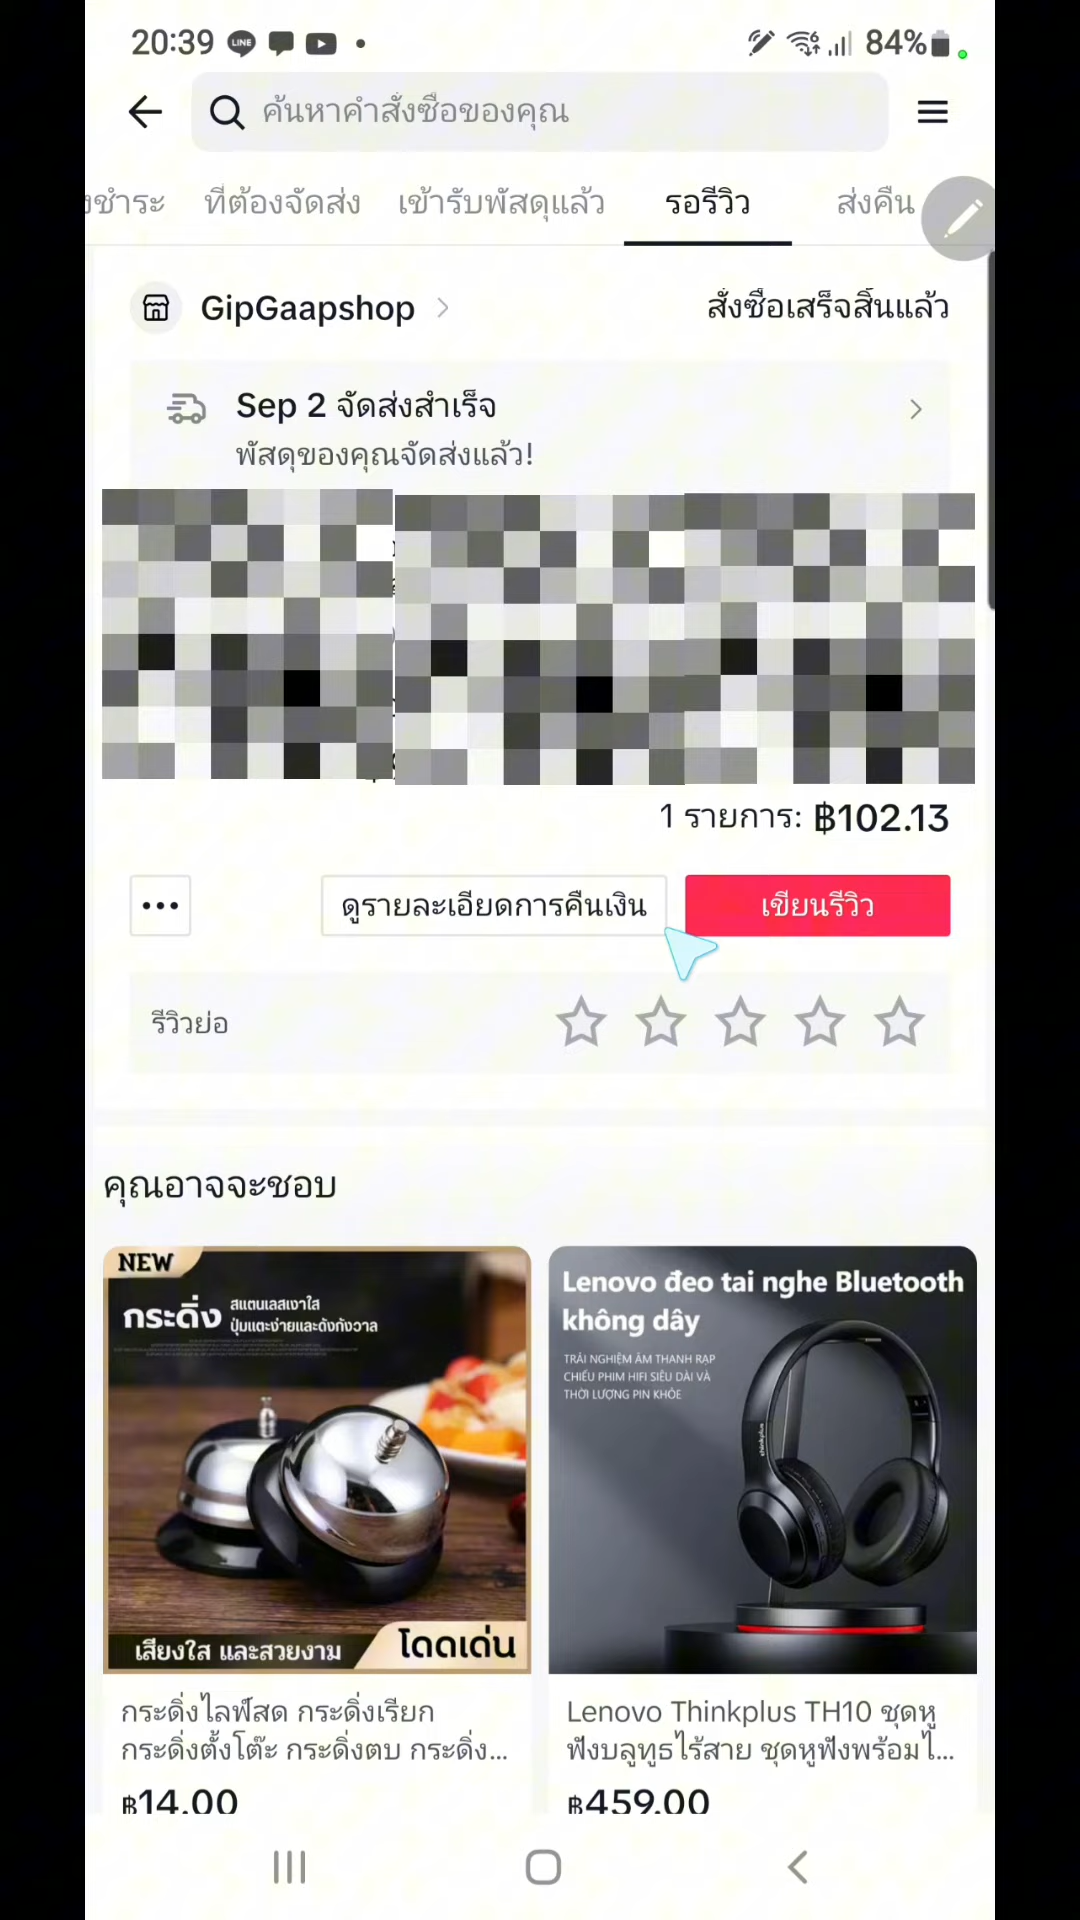 20:39 LINE 84%
ค้นหาคำสั่งซื้อของคุณ
งชำระ ที่ต้องจัดส่ง เข้ารับพัสดุแล้ว รอรีวิว ส่งคืน
GipGaapshop สั่งซื้อเสร็จสิ้นแล้ว
Sep 2 จัดส่งสำเร็จ
พัสดุของคุณจัดส่งแล้ว!
1 รายการ: ฿102.13
ดูรายละเอียดการคืนเงิน เขียนรีวิว
รีวิวย่อ
คุณอาจจะชอบ
NEW
กระดิ่ง สแตนเลสเงาใส
ปุ่มแตะง่ายและดังกังวาล
เสียงใส และสวยงาม โดดเด่น
Lenovo đeo tai nghe Bluetooth
không dây
TRẢI NGHIỆM ÂM THANH RẠP
CHIẾU PHIM HIFI SIÊU DÀI VÀ
THỜI LƯỢNG PIN KHỎE
thinkplus
กระดิ่งไลฟ์สด กระดิ่งเรียก
กระดิ่งตั้งโต๊ะ กระดิ่งตบ กระดิ่ง...
฿14.00
Lenovo Thinkplus TH10 ชุดหู
ฟังบลูทูธไร้สาย ชุดหูฟังพร้อมไ...
฿459.00